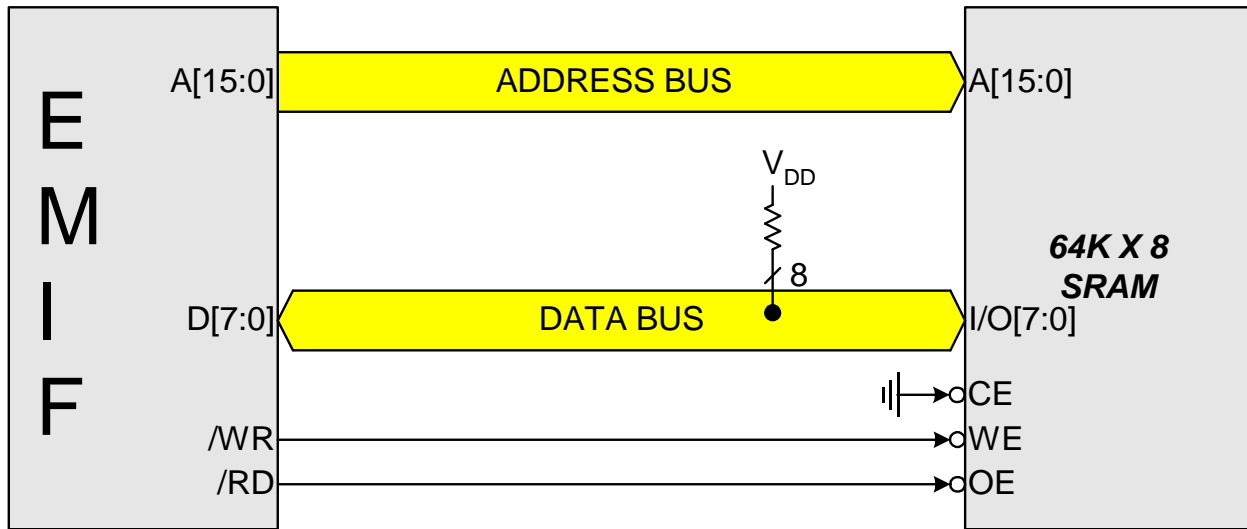 E
M
I
F
A[15:0]
ADDRESS BUS
A[15:0]
VDD
8
64K X 8
SRAM
D[7:0]
DATA BUS
I/O[7:0]
CE
/WR
WE
/RD
OE